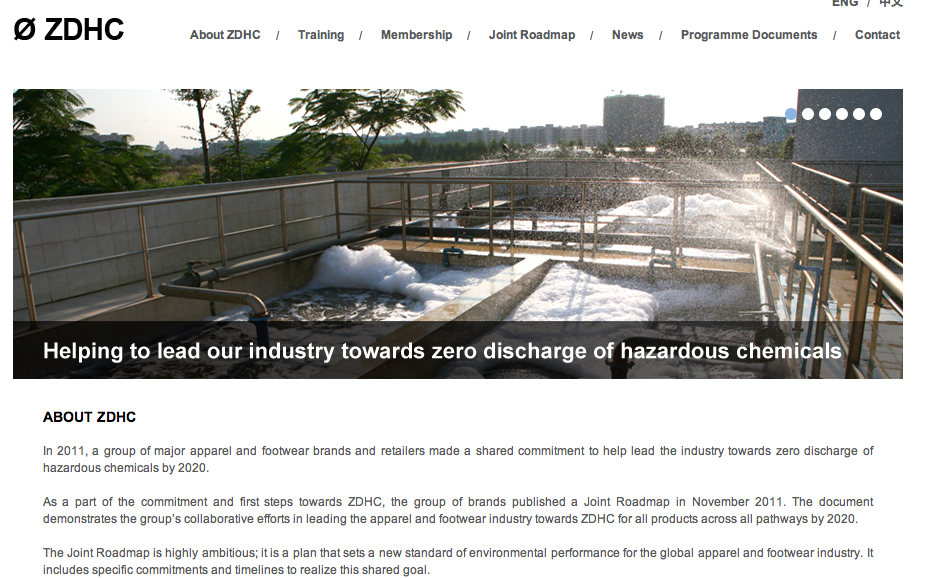 ENG / 中文
Ø ZDHC
About ZDHC / Training / Membership / Joint Roadmap / News / Programme Documents / Contact
Helping to lead our industry towards zero discharge of hazardous chemicals
ABOUT ZDHC
In 2011, a group of major apparel and footwear brands and retailers made a shared commitment to help lead the industry towards zero discharge of
hazardous chemicals by 2020.
As a part of the commitment and first steps towards ZDHC, the group of brands published a Joint Roadmap in November 2011. The document
demonstrates the group's collaborative efforts in leading the apparel and footwear industry towards ZDHC for all products across all pathways by 2020.
The Joint Roadmap is highly ambitious; it is a plan that sets a new standard of environmental performance for the global apparel and footwear industry. It
includes specific commitments and timelines to realize this shared goal.